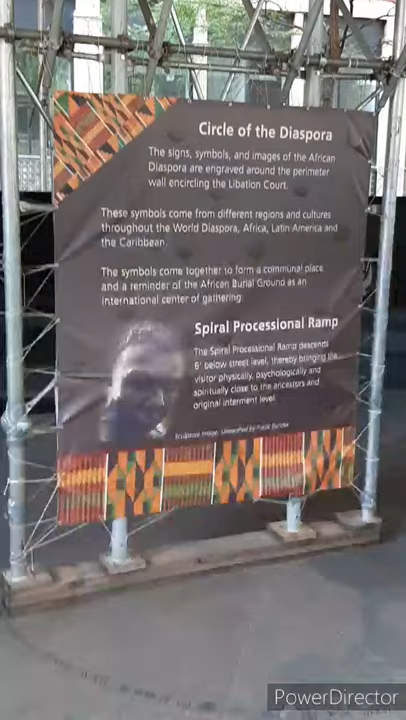 Circle of the Diaspora
The signs, symbols, and images of the African
Diaspora are engraved around the perimeter
wall encircling the Libation Court.
These symbols come from different regions and cultures
throughout the World Diaspora, Africa, Latin America and
the Caribbean.
The symbols come together to form a communal place
and a reminder of the African Burial Ground as an
international center of gathering.
Spiral Processional Ramp
The Spiral Processional Ramp descends
6' below street level, thereby bringing the
visitor physically, psychologically and
spiritually close to the ancestors and
original interment level.
Sculpture Image:
PowerDirector